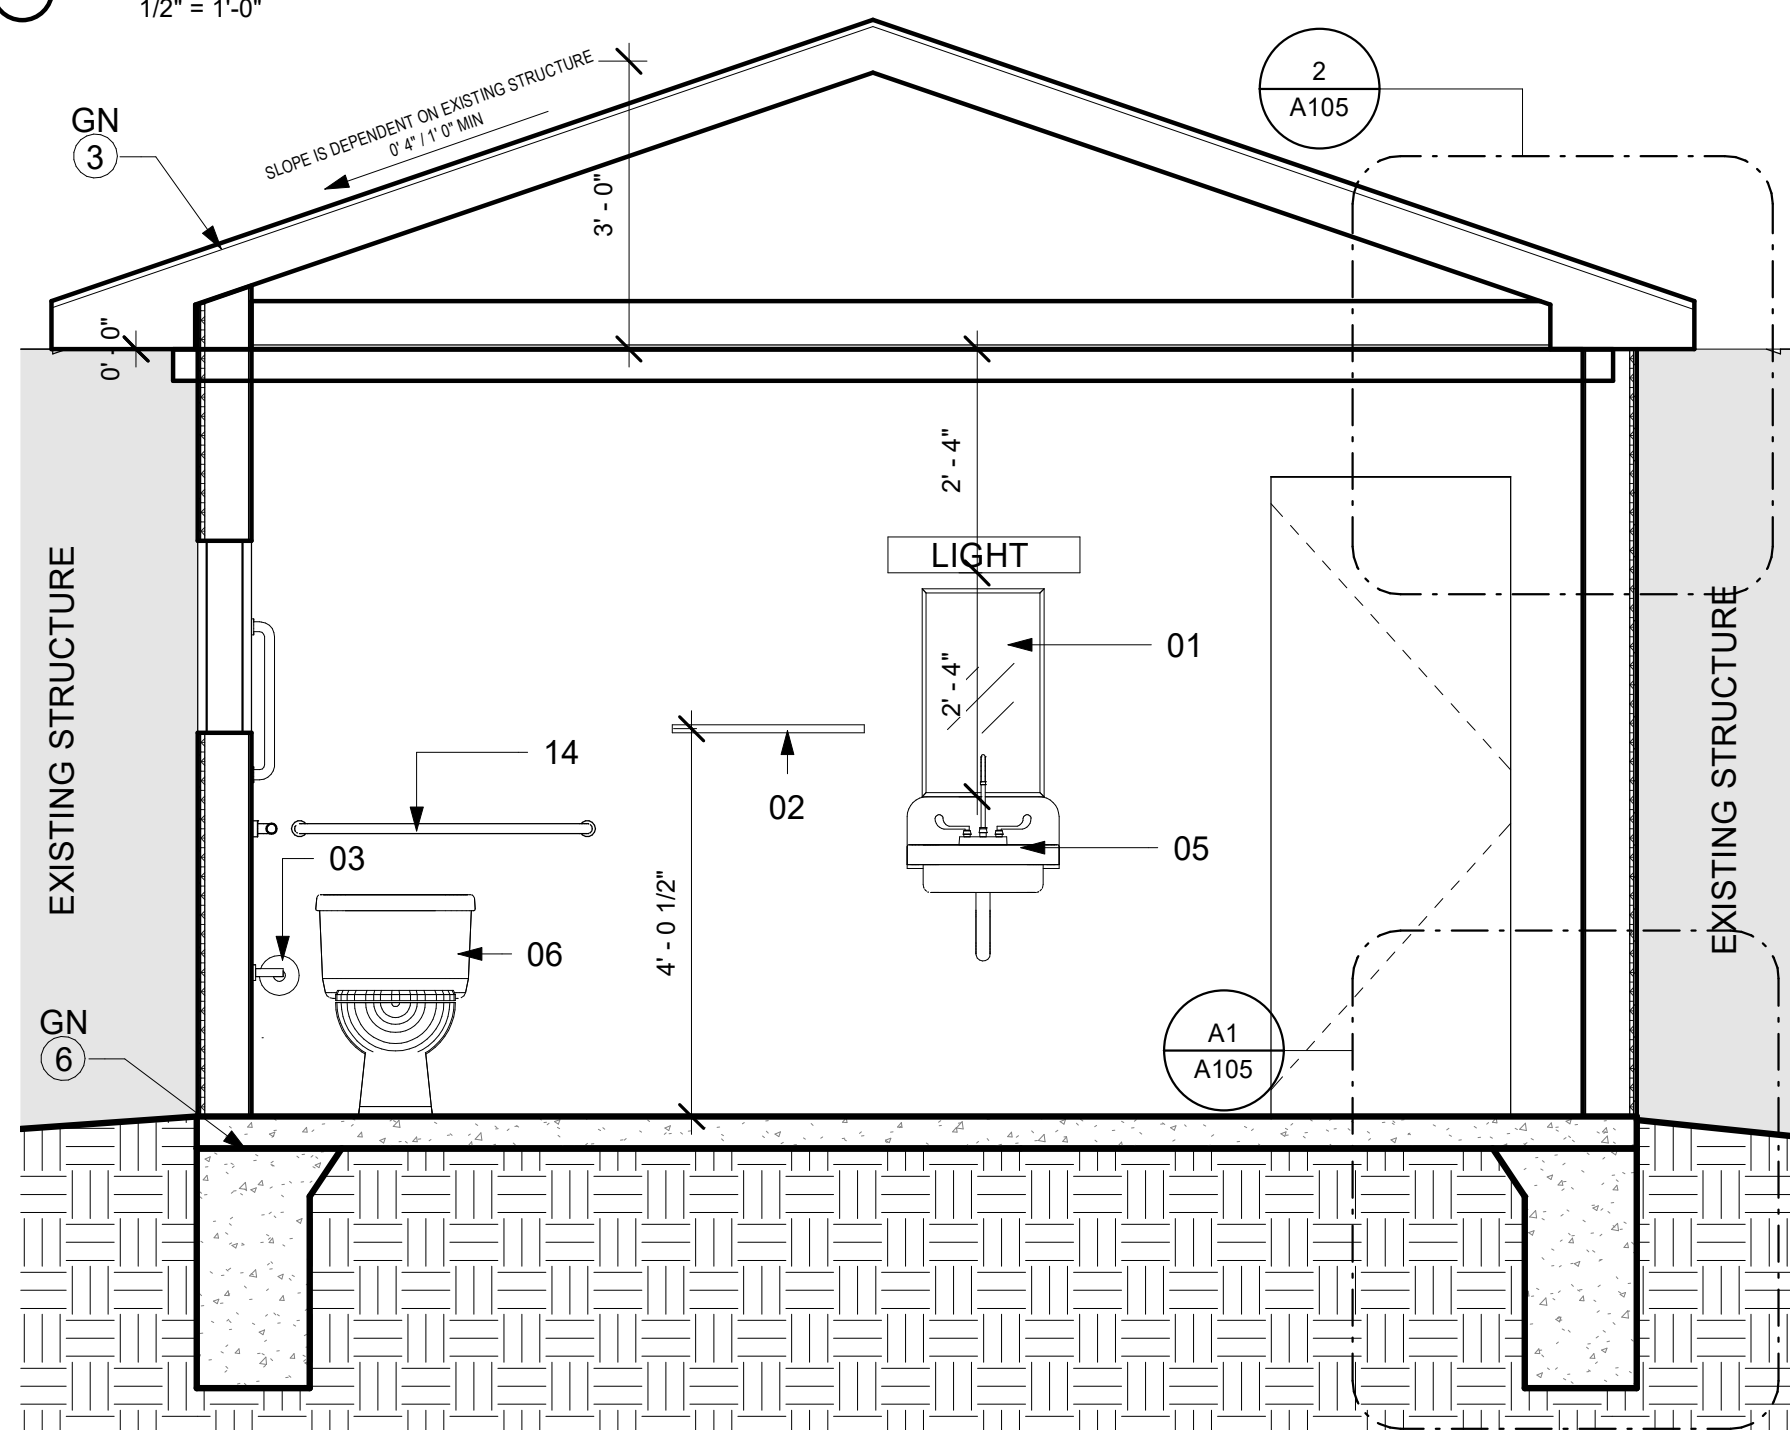 1/2" = 1'-0"
2
A105
SLOPE IS DEPENDENT ON EXISTING STRUCTURE
0' 4" / 1' 0" MIN
GN
3
3' - 0"
0' - 0"
2' - 4"
LIGHT
01
2' - 4"
EXISTING STRUCTURE
EXISTING STRUCTURE
14
02
03
05
4' - 0 1/2"
06
GN
6
A1
A105